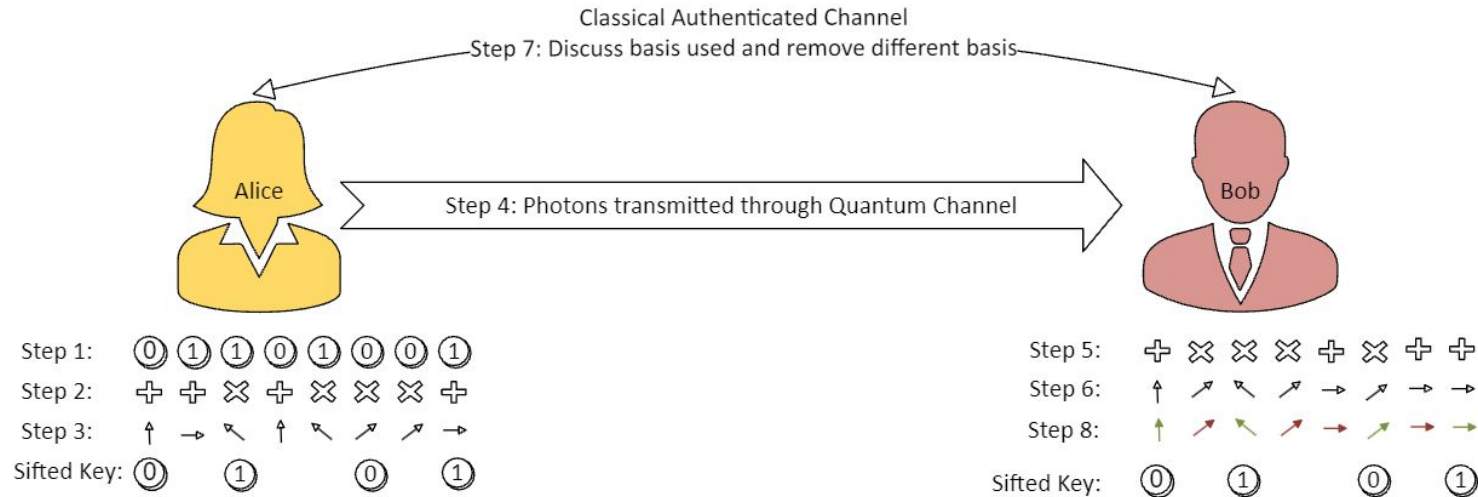 Classical Authenticated Channel
Step 7: Discuss basis used and remove different basis
Alice
Step 4: Photons transmitted through Quantum Channel
Bob
Step 1: 0 1 1 0 1 0 0 1
Step 2:
Step 3:
Sifted Key: 0 1 0 1
Step 5:
Step 6:
Step 8:
Sifted Key: 0 1 0 1